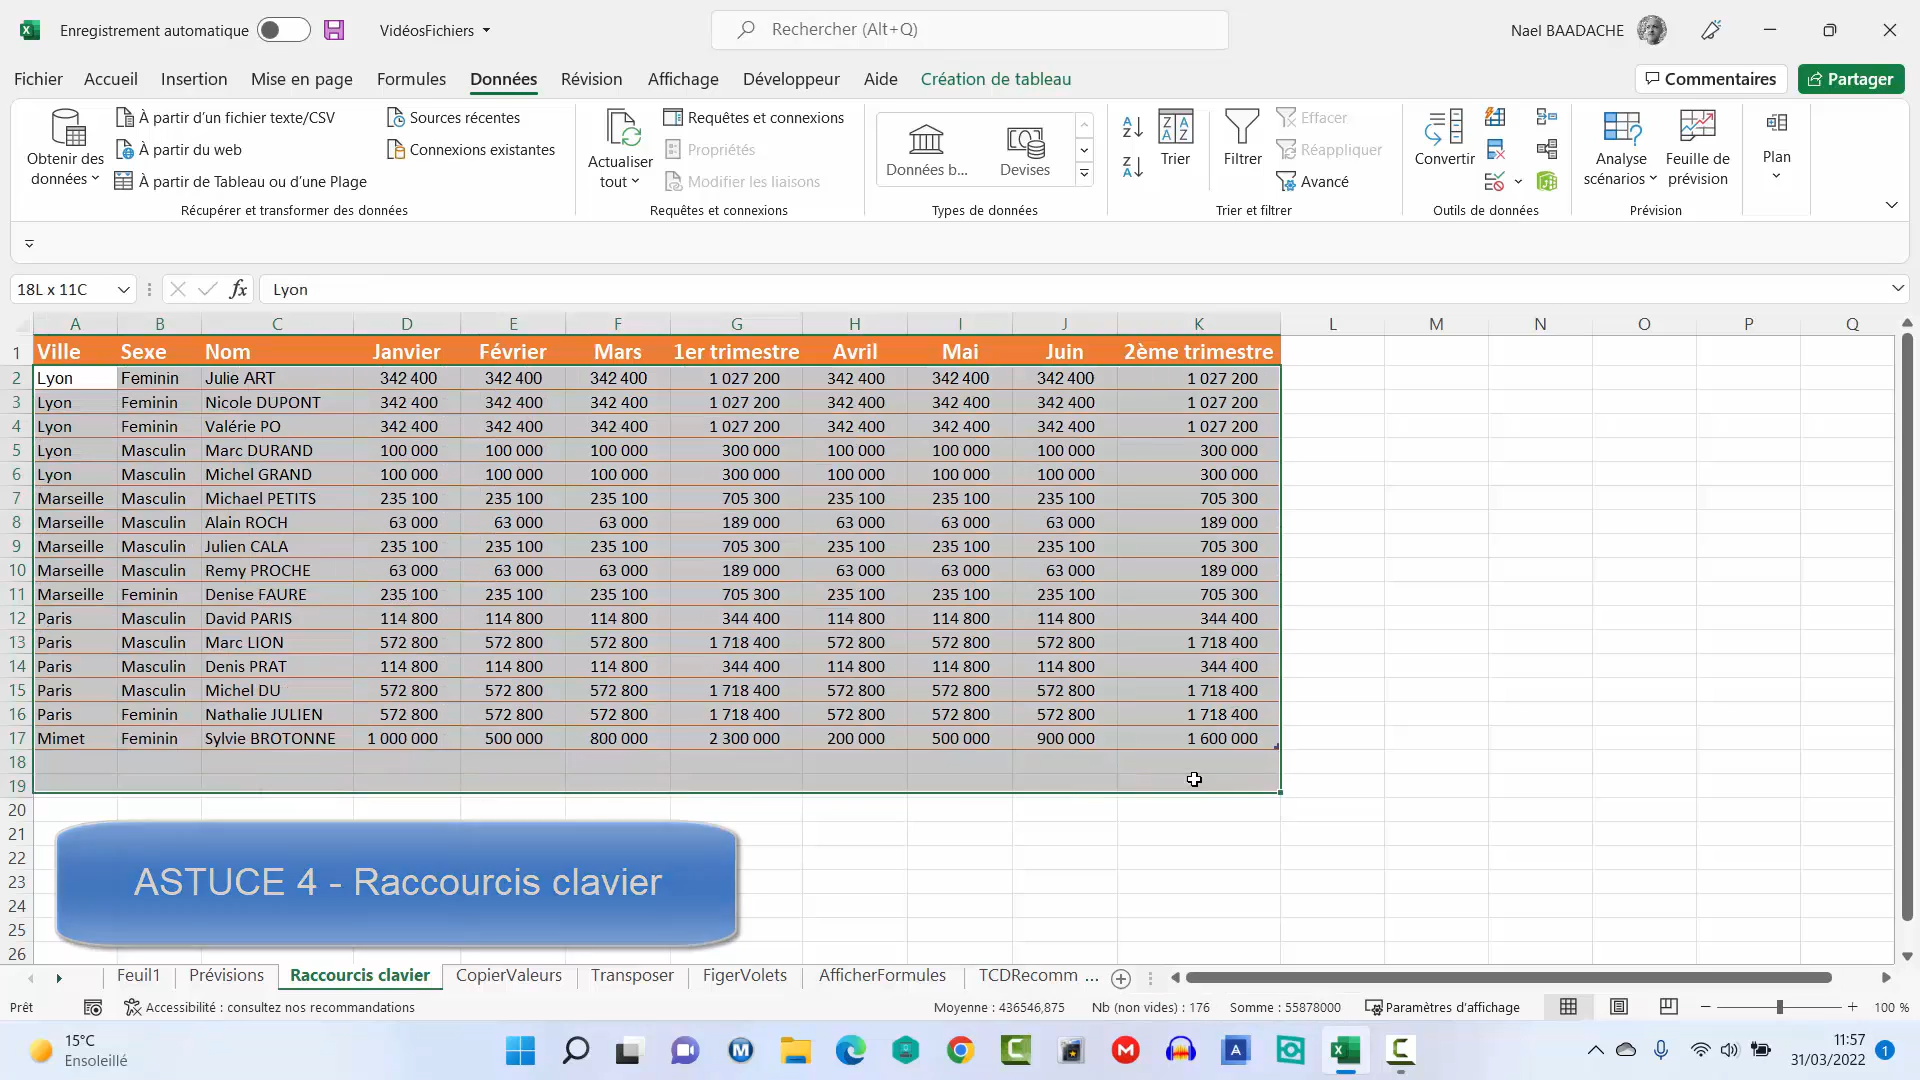 Enregistrement automatique VidéosFichiers Rechercher (Alt+Q) Nael BAADACHE
Fichier Accueil Insertion Mise en page Formules Données Révision Affichage Développeur Aide Création de tableau Commentaires Partager
Obtenir des données
À partir d'un fichier texte/CSV
À partir du web
À partir de Tableau ou d'une Plage
Sources récentes
Connexions existantes
Récupérer et transformer des données
Actualiser tout
Requêtes et connexions
Propriétés
Modifier les liaisons
Requêtes et connexions
Données b...
Devises
Types de données
Trier
Filtrer
Effacer
Réappliquer
Avancé
Trier et filtrer
Convertir
Outils de données
Analyse scénarios
Feuille de prévision
Prévision
Plan
18L x 11C fx Lyon
A B C D E F G H I J K L M N O P Q
1 Ville Sexe Nom Janvier Février Mars 1er trimestre Avril Mai Juin 2ème trimestre
2 Lyon Feminin Julie ART 342 400 342 400 342 400 1 027 200 342 400 342 400 342 400 1 027 200
3 Lyon Feminin Nicole DUPONT 342 400 342 400 342 400 1 027 200 342 400 342 400 342 400 1 027 200
4 Lyon Feminin Valérie PO 342 400 342 400 342 400 1 027 200 342 400 342 400 342 400 1 027 200
5 Lyon Masculin Marc DURAND 100 000 100 000 100 000 300 000 100 000 100 000 100 000 300 000
6 Lyon Masculin Michel GRAND 100 000 100 000 100 000 300 000 100 000 100 000 100 000 300 000
7 Marseille Masculin Michael PETITS 235 100 235 100 235 100 705 300 235 100 235 100 235 100 705 300
8 Marseille Masculin Alain ROCH 63 000 63 000 63 000 189 000 63 000 63 000 63 000 189 000
9 Marseille Masculin Julien CALA 235 100 235 100 235 100 705 300 235 100 235 100 235 100 705 300
10 Marseille Masculin Remy PROCHE 63 000 63 000 63 000 189 000 63 000 63 000 63 000 189 000
11 Marseille Feminin Denise FAURE 235 100 235 100 235 100 705 300 235 100 235 100 235 100 705 300
12 Paris Masculin David PARIS 114 800 114 800 114 800 344 400 114 800 114 800 114 800 344 400
13 Paris Masculin Marc LION 572 800 572 800 572 800 1 718 400 572 800 572 800 572 800 1 718 400
14 Paris Masculin Denis PRAT 114 800 114 800 114 800 344 400 114 800 114 800 114 800 344 400
15 Paris Masculin Michel DU 572 800 572 800 572 800 1 718 400 572 800 572 800 572 800 1 718 400
16 Paris Feminin Nathalie JULIEN 572 800 572 800 572 800 1 718 400 572 800 572 800 572 800 1 718 400
17 Mimet Feminin Sylvie BROTONNE 1 000 000 500 000 800 000 2 300 000 200 000 500 000 900 000 1 600 000
18
19
20
21
22
23
24
25
26
ASTUCE 4 - Raccourcis clavier
Feuil1 Prévisions Raccourcis clavier CopierValeurs Transposer FigerVolets AfficherFormules TCDRecomm ...
Prêt Accessibilité : consultez nos recommandations Moyenne : 436546,875 Nb (non vides) : 176 Somme : 55878000 Paramètres d'affichage 100 %
15°C
Ensoleillé
11:57
31/03/2022
1